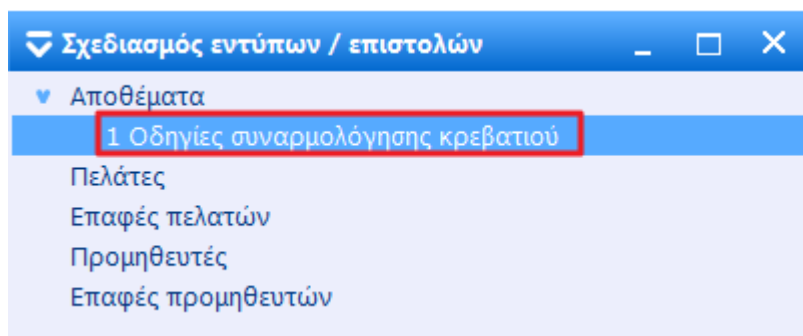 Σχεδιασμός εντύπων / επιστολών
Αποθέματα
1 Οδηγίες συναρμολόγησης κρεβατιού
Πελάτες
Επαφές πελατών
Προμηθευτές
Επαφές προμηθευτών